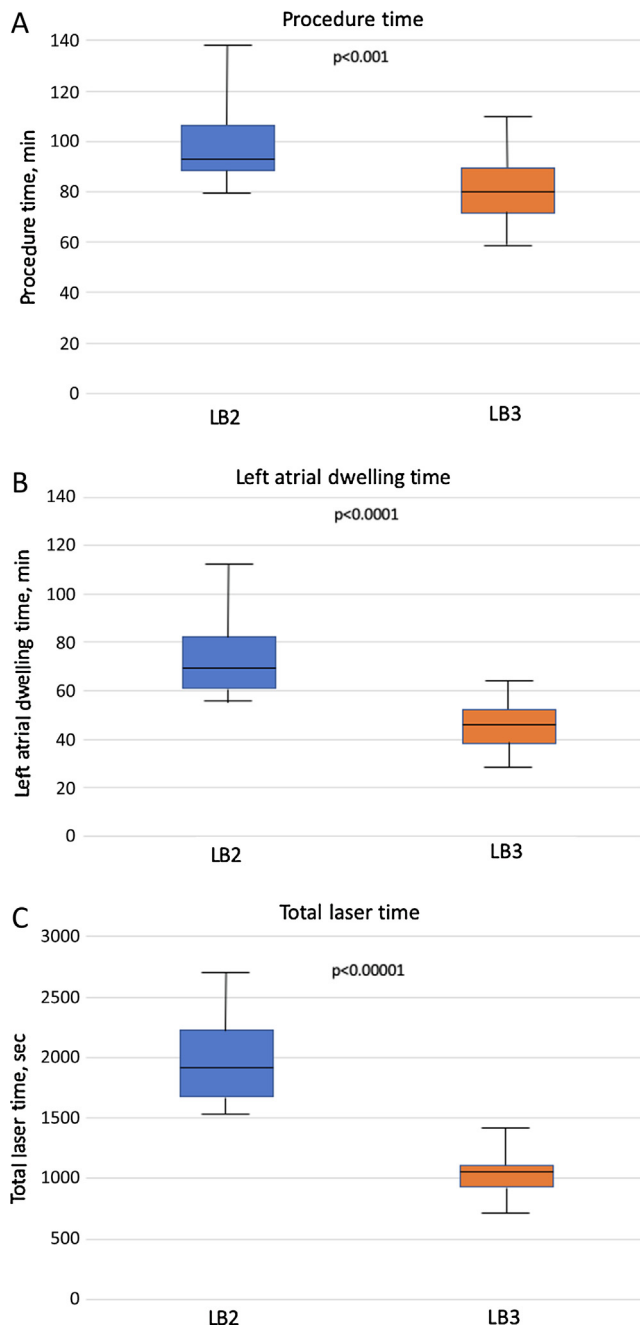 A
Procedure time
p<0.001
Procedure time, min
140
120
100
80
60
40
20
0
LB2
LB3
B
Left atrial dwelling time
p<0.0001
Left atrial dwelling time, min
140
120
100
80
60
40
20
0
LB2
LB3
C
Total laser time
p<0.00001
Total laser time, sec
3000
2500
2000
1500
1000
500
0
LB2
LB3